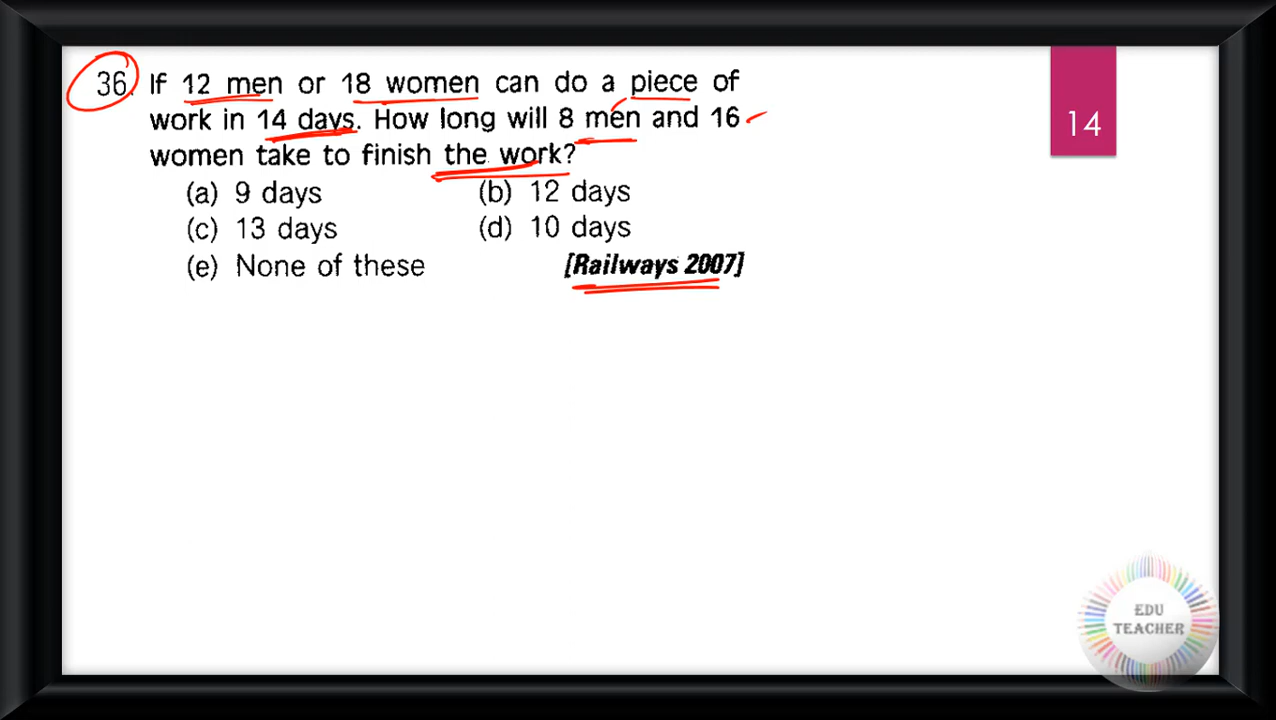 36. If 12 men or 18 women can do a piece of
work in 14 days. How long will 8 men and 16
women take to finish the work?
(a) 9 days (b) 12 days
(c) 13 days (d) 10 days
(e) None of these [Railways 2007]
14
EDU
TEACHER